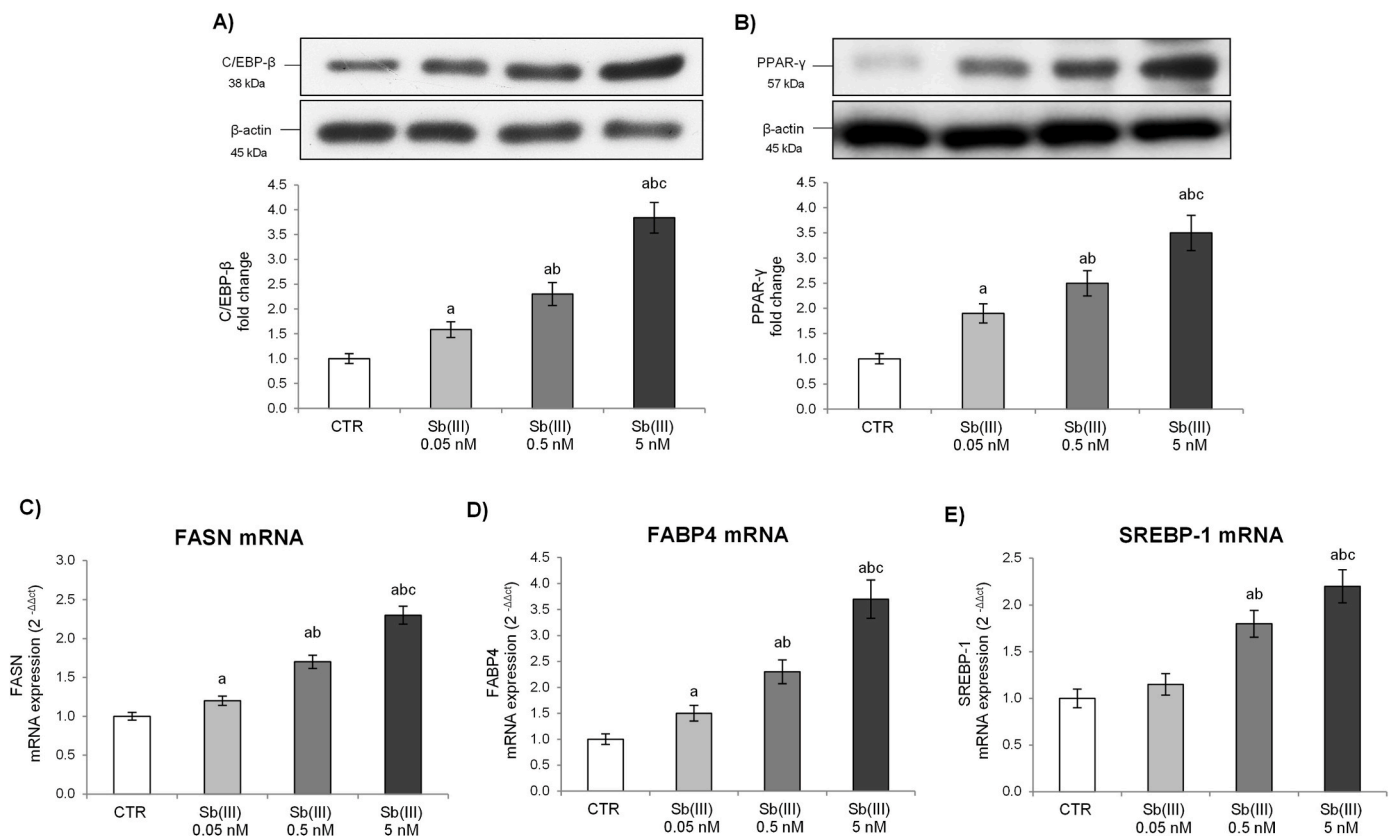 A)
C/EBP-β
38 kDa
β-actin
45 kDa
C/EBP-β
fold change
4.5
4.0
3.5
3.0
2.5
2.0
1.5
1.0
0.5
0.0
a
ab
abc
CTR
Sb(III)
0.05 nM
Sb(III)
0.5 nM
Sb(III)
5 nM
B)
PPAR-γ
57 kDa
β-actin
45 kDa
PPAR-γ
fold change
4.5
4.0
3.5
3.0
2.5
2.0
1.5
1.0
0.5
0.0
a
ab
abc
CTR
Sb(III)
0.05 nM
Sb(III)
0.5 nM
Sb(III)
5 nM
C)
FASN mRNA
FASN
mRNA expression (2 -ΔΔct)
3.0
2.5
2.0
1.5
1.0
0.5
0.0
a
ab
abc
CTR
Sb(III)
0.05 nM
Sb(III)
0.5 nM
Sb(III)
5 nM
D)
FABP4 mRNA
FABP4
mRNA expression (2 -ΔΔct)
4.5
4.0
3.5
3.0
2.5
2.0
1.5
1.0
0.5
0.0
a
ab
abc
CTR
Sb(III)
0.05 nM
Sb(III)
0.5 nM
Sb(III)
5 nM
E)
SREBP-1 mRNA
SREBP-1
mRNA expression (2 -ΔΔct)
2.5
2.0
1.5
1.0
0.5
0.0
ab
abc
CTR
Sb(III)
0.05 nM
Sb(III)
0.5 nM
Sb(III)
5 nM